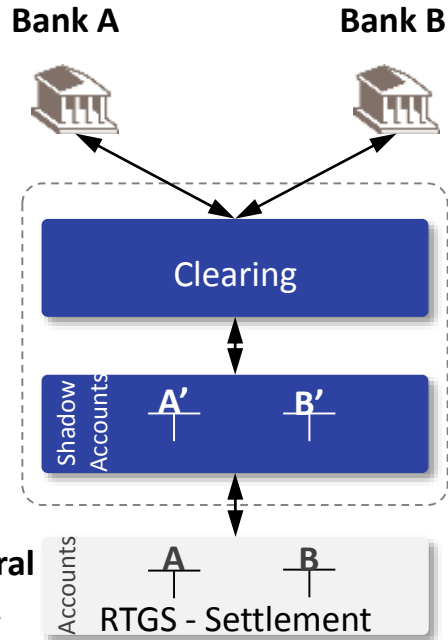 Bank A
Bank B
Clearing
Shadow
Accounts
A’
B’
ral
Accounts
A
B
RTGS - Settlement